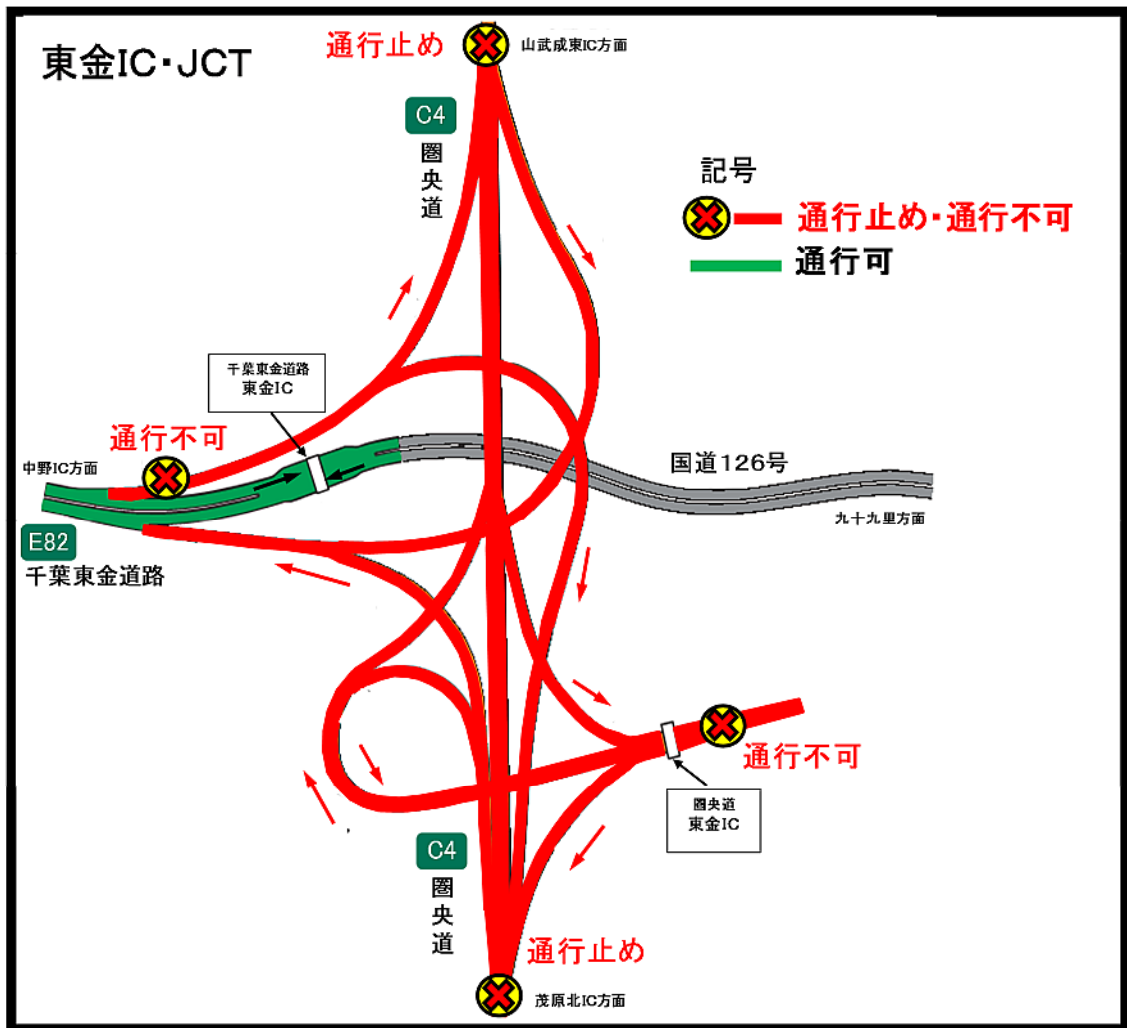 東金IC・JCT
通行止め
山武成東IC方面
C4
圏央道
記号
通行止め・通行不可
通行可
千葉東金道路
東金IC
通行不可
中野IC方面
国道126号
九十九里方面
E82
千葉東金道路
通行不可
圏央道
東金IC
C4
圏央道
通行止め
茂原北IC方面